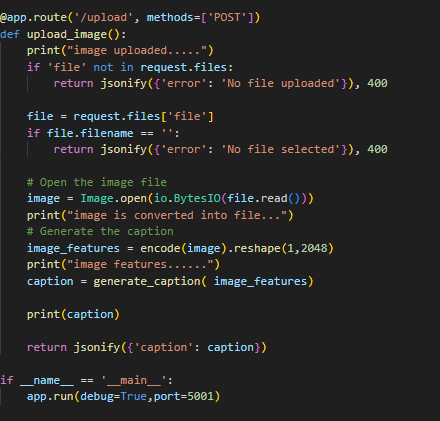 @app.route('/upload', methods=['POST'])
def upload_image():
    print("image uploaded.....")
    if 'file' not in request.files:
        return jsonify({'error': 'No file uploaded'}), 400

    file = request.files['file']
    if file.filename == '':
        return jsonify({'error': 'No file selected'}), 400

    # Open the image file
    image = Image.open(io.BytesIO(file.read()))
    print("image is converted into file...")
    # Generate the caption
    image_features = encode(image).reshape(1,2048)
    print("image features......")
    caption = generate_caption( image_features)

    print(caption)

    return jsonify({'caption': caption})

if __name__ == '__main__':
    app.run(debug=True,port=5001)